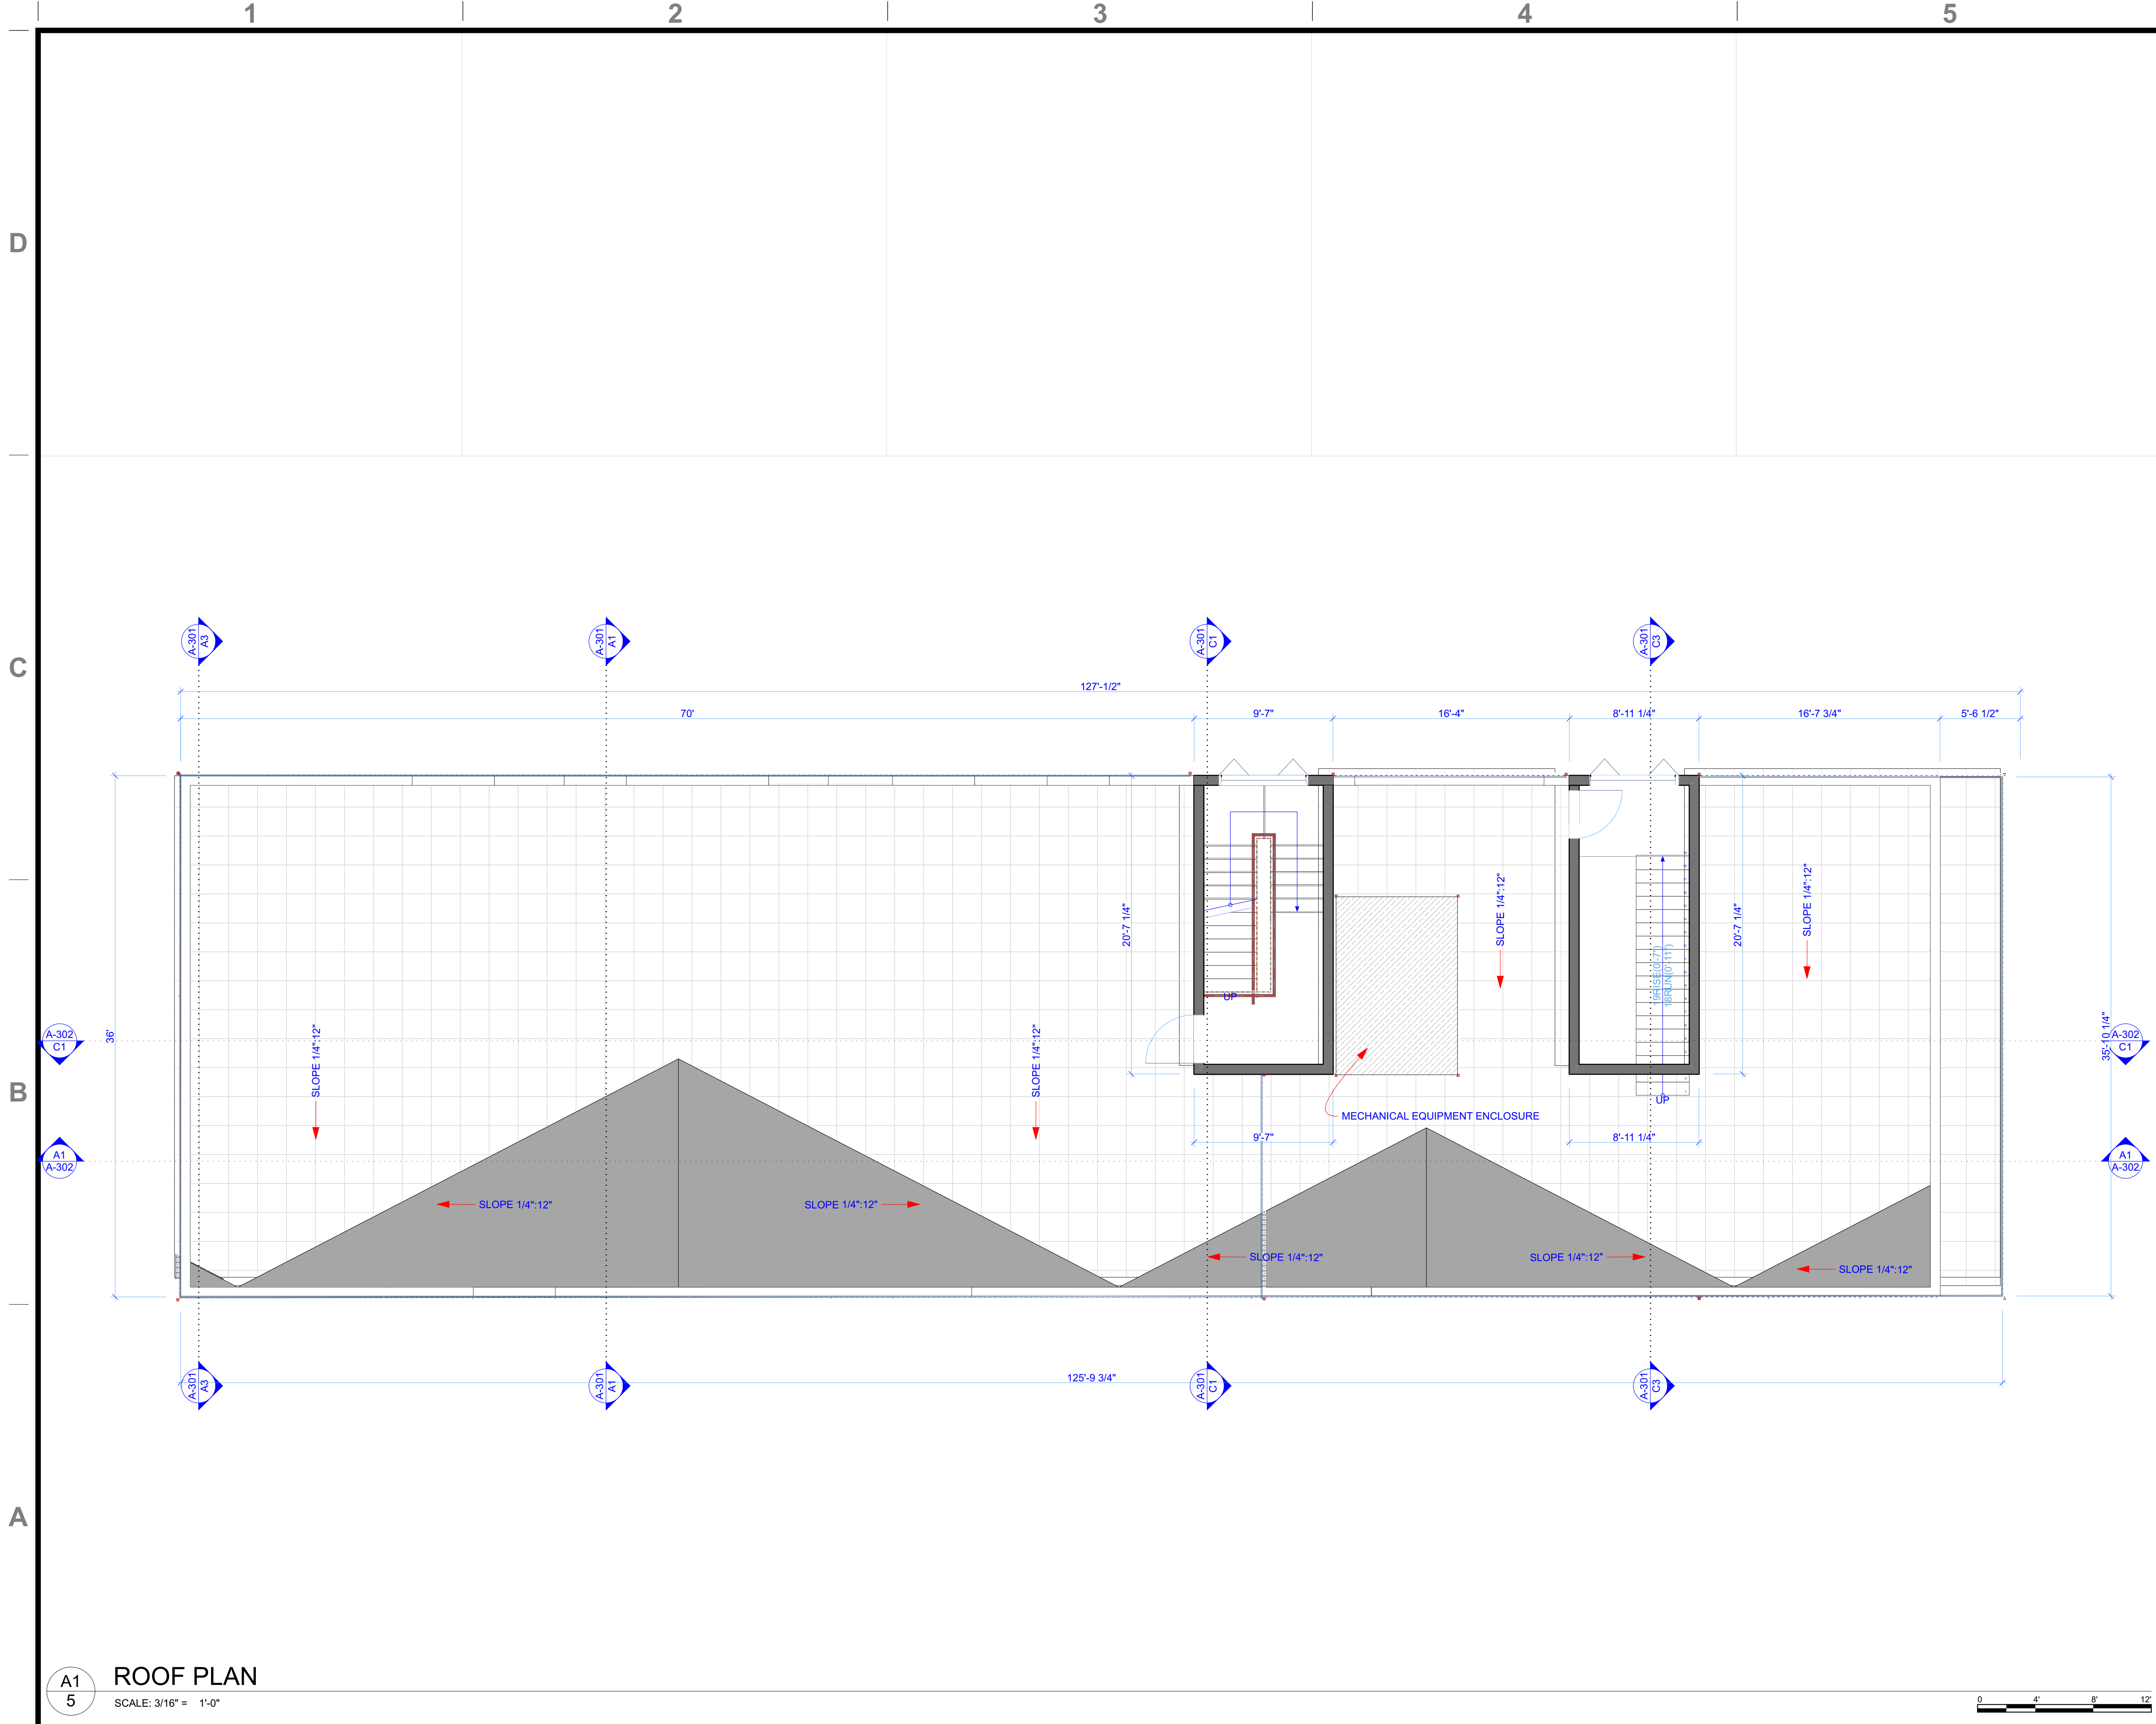 1 2 3 4 5
D
C
B
A
A-301 A3
A-301 A1
A-301 C1
A-301 C3
127'-1/2"
70' 9'-7" 16'-4" 8'-11 1/4" 16'-7 3/4" 5'-6 1/2"
20'-7 1/4"
20'-7 1/4"
SLOPE 1/4":12"
SLOPE 1/4":12"
19RISE(0'-7")
18RUN(0'-11")
UP
A-302
C1
36'
SLOPE 1/4":12"
SLOPE 1/4":12"
35'-10 1/4"
A-302
C1
UP
MECHANICAL EQUIPMENT ENCLOSURE
9'-7" 8'-11 1/4"
A1
A-302
A1
A-302
SLOPE 1/4":12" SLOPE 1/4":12"
SLOPE 1/4":12" SLOPE 1/4":12"
SLOPE 1/4":12"
125'-9 3/4"
A-301 A3
A-301 A1
A-301 C1
A-301 C3
A1
5
ROOF PLAN
SCALE: 3/16" = 1'-0"
0 4' 8' 12'